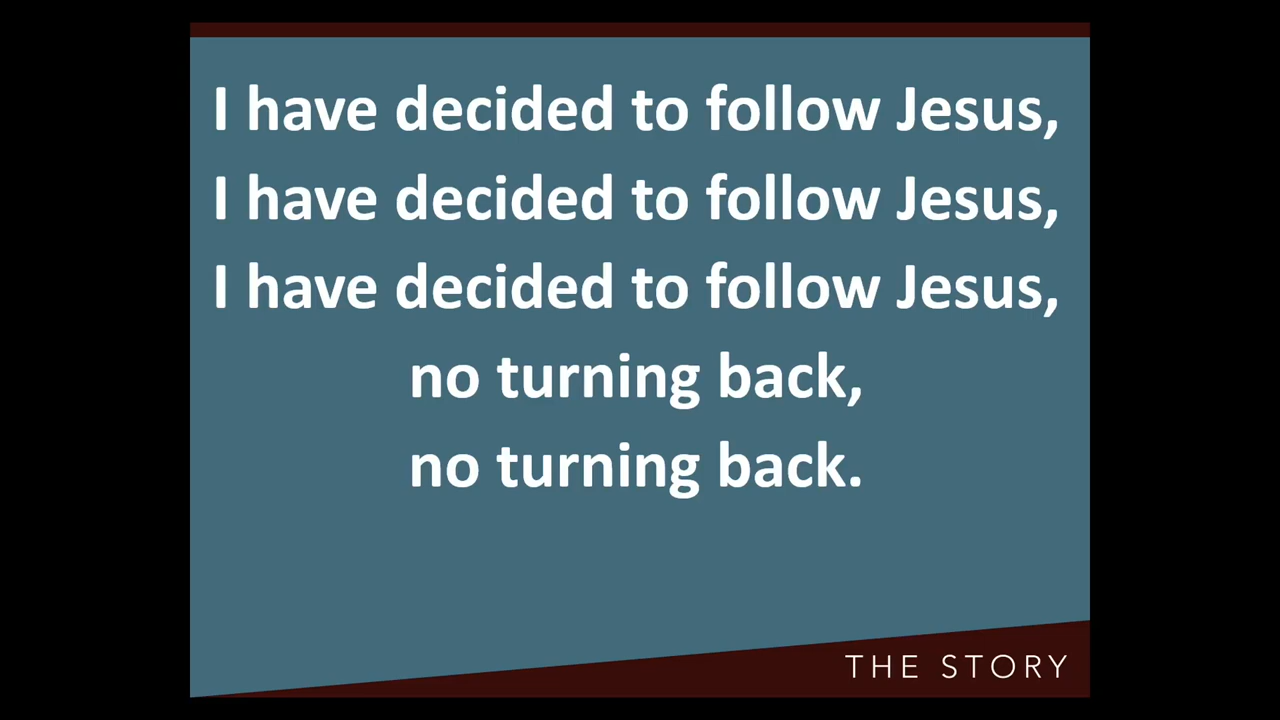 I have decided to follow Jesus,
I have decided to follow Jesus,
I have decided to follow Jesus,
no turning back,
no turning back.
THE STORY